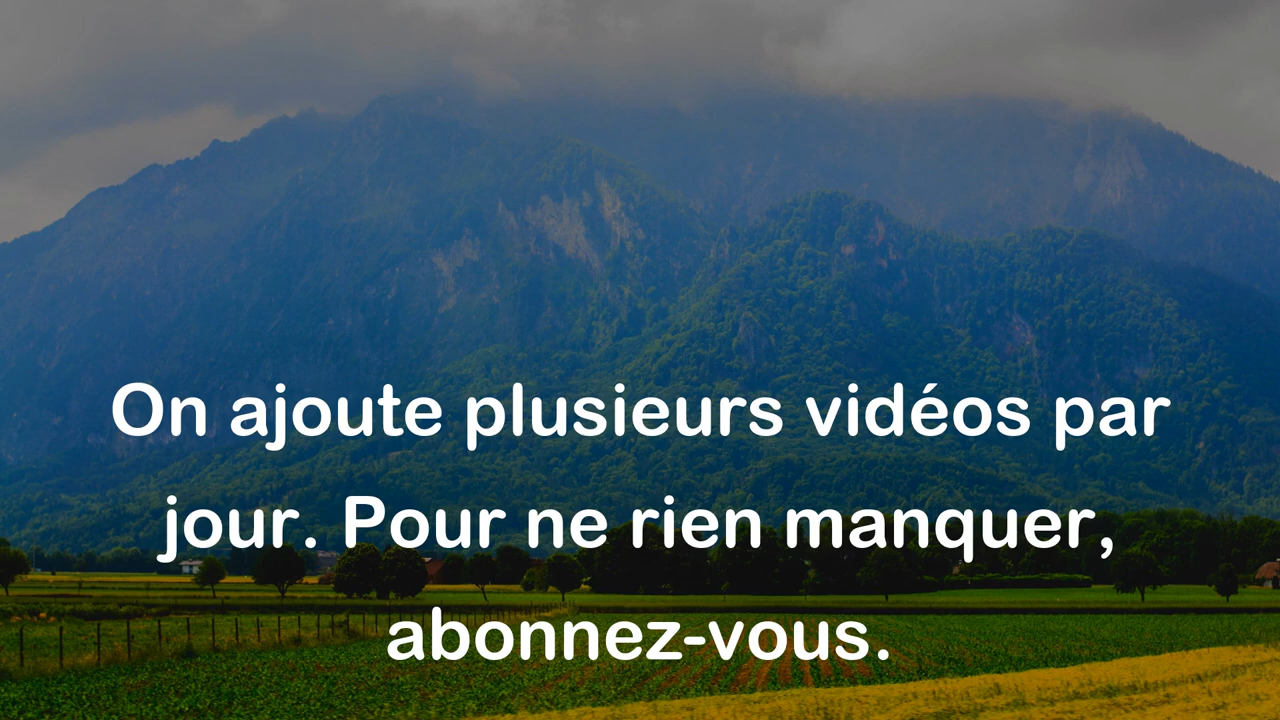 On ajoute plusieurs vidéos par
jour. Pour ne rien manquer,
abonnez-vous.